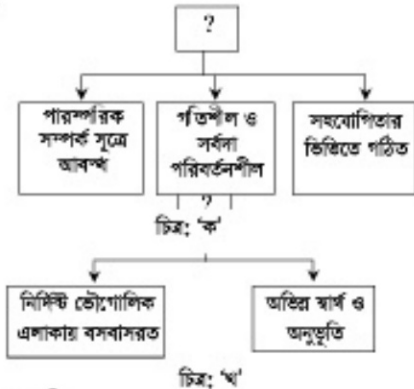 ?
পারস্পরিক
সম্পর্ক সূত্রে
আবদ্ধ
গতিশীল ও
সর্বদা
পরিবর্তনশীল
সহযোগিতার
ভিত্তিতে গঠিত
?
চিত্র: 'ক'
নির্দিষ্ট ভৌগোলিক
এলাকায় বসবাসরত
অভিন্ন স্বার্থ ও
অনুভূতি
চিত্র: 'খ'